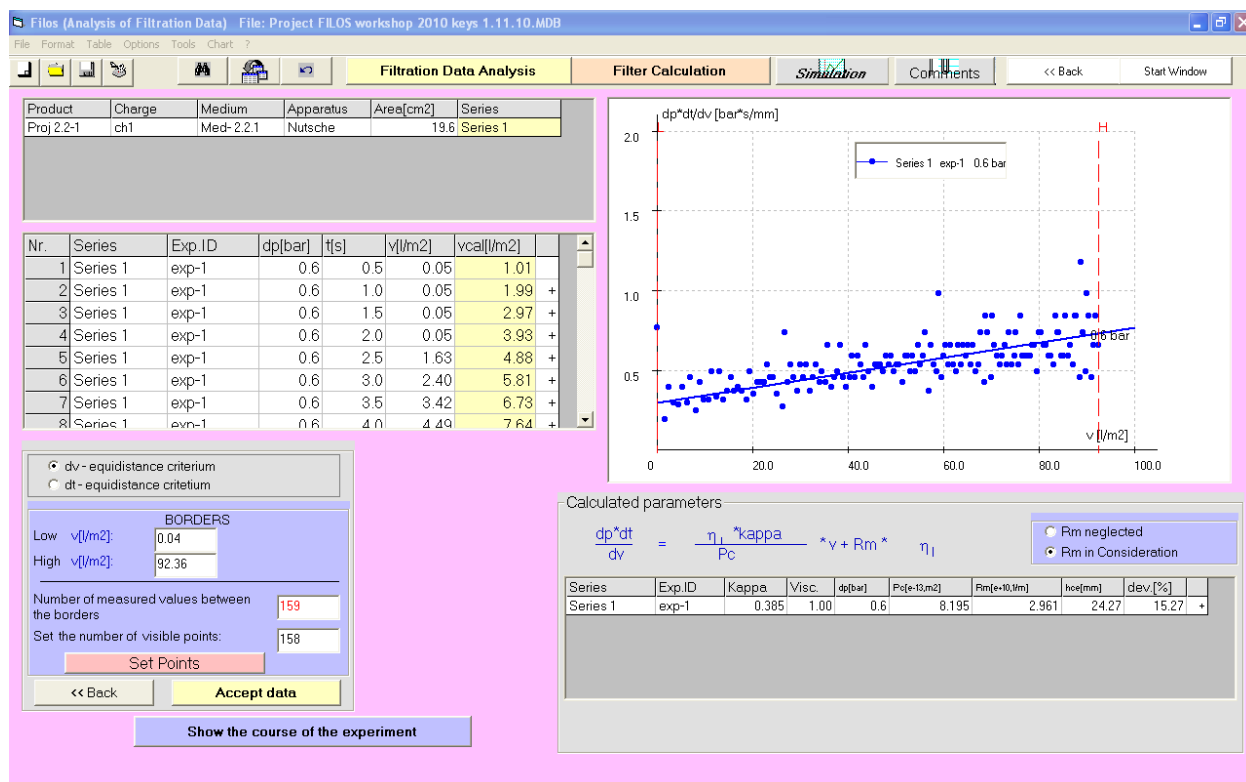 Filos (Analysis of Filtration Data) File: Project FILOS workshop 2010 keys 1.11.10.MDB
File Format Table Options Tools Chart ?
Filtration Data Analysis Filter Calculation Simulation Comments << Back Start Window
Product Charge Medium Apparatus Area[cm2] Series
Proj 2.2-1 ch1 Med- 2.2.1 Nutsche 19.6 Series 1
Nr. Series Exp.ID dp[bar] t[s] v[l/m2] vcal[l/m2]
1 Series 1 exp-1 0.6 0.5 0.05 1.01
2 Series 1 exp-1 0.6 1.0 0.05 1.99 +
3 Series 1 exp-1 0.6 1.5 0.05 2.97 +
4 Series 1 exp-1 0.6 2.0 0.05 3.93 +
5 Series 1 exp-1 0.6 2.5 1.63 4.88 +
6 Series 1 exp-1 0.6 3.0 2.40 5.81 +
7 Series 1 exp-1 0.6 3.5 3.42 6.73 +
8 Series 1 exp-1 0.6 4.0 4.49 7.64 +
dp*dt/dv [bar*s/mm]
H
Series 1 exp-1 0.6 bar
2.0
1.5
1.0
0.5
0.6 bar
v [l/m2]
0 20.0 40.0 60.0 80.0 100.0
dv - equidistance criterium
dt - equidistance critetium
BORDERS
Low v[l/m2]: 0.04
High v[l/m2]: 92.36
Number of measured values between
the borders 159
Set the number of visible points: 158
Set Points
<< Back Accept data
Show the course of the experiment
Calculated parameters
dp*dt η l *kappa
dv = Pc *v + Rm * η l
Rm neglected
Rm in Consideration
Series Exp.ID Kappa Visc. dp[bar] Pc[e-13,m2] Rm[e+10,1/m] hce[mm] dev.[%]
Series 1 exp-1 0.385 1.00 0.6 8.195 2.961 24.27 15.27 +